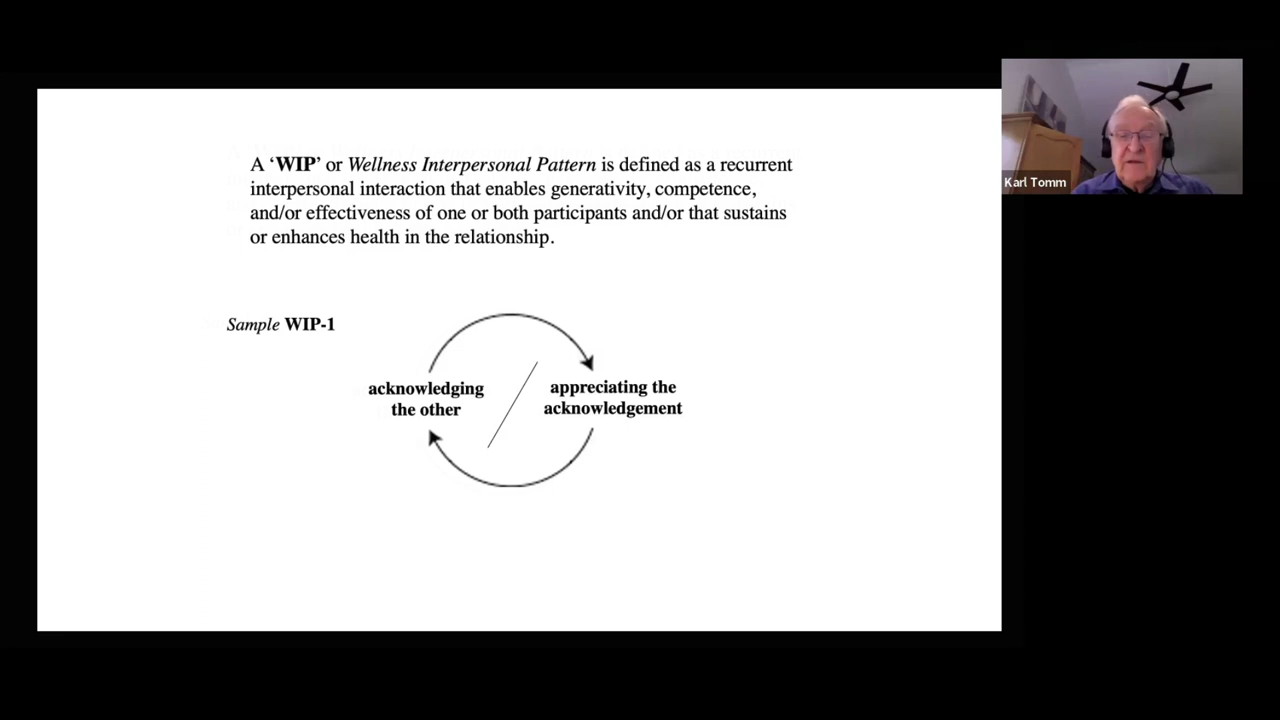 A ‘WIP’ or Wellness Interpersonal Pattern is defined as a recurrent
interpersonal interaction that enables generativity, competence,
and/or effectiveness of one or both participants and/or that sustains
or enhances health in the relationship.
Sample WIP-1
acknowledging
the other
appreciating the
acknowledgement
Karl Tomm